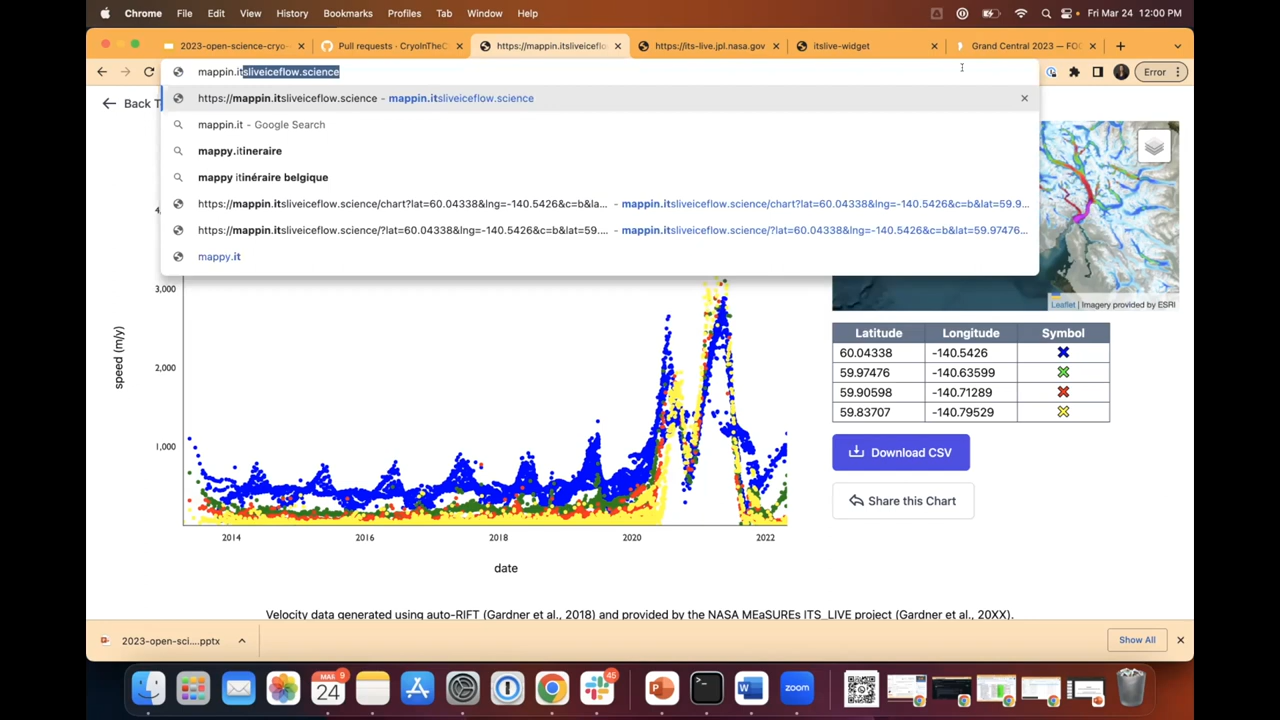 Chrome File Edit View History Bookmarks Profiles Tab Window Help Fri Mar 24 12:00 PM
2023-open-science-cryo- Pull requests · CryoInTheCl https://mappin.itsliveiceflow. https://its-live.jpl.nasa.gov itslive-widget Grand Central 2023 — FO
mappin.itsliveiceflow.science Error
https://mappin.itsliveiceflow.science - mappin.itsliveiceflow.science
Back T
mappin.it - Google Search
mappy.itineraire
mappy itinéraire belgique
https://mappin.itsliveiceflow.science/chart?lat=60.04338&lng=-140.5426&c=b&la... - mappin.itsliveiceflow.science/chart?lat=60.04338&lng=-140.5426&c=b&lat=59.9...
https://mappin.itsliveiceflow.science/?lat=60.04338&lng=-140.5426&c=b&lat=59.... - mappin.itsliveiceflow.science/?lat=60.04338&lng=-140.5426&c=b&lat=59.97476...
mappy.it
4,
3,000
2,000
1,000
speed (m/y)
2014 2016 2018 2020 2022
date
Leaflet | Imagery provided by ESRI
Latitude Longitude Symbol
60.04338 -140.5426
59.97476 -140.63599
59.90598 -140.71289
59.83707 -140.79529
Download CSV
Share this Chart
Velocity data generated using auto-RIFT (Gardner et al., 2018) and provided by the NASA MEaSUREs ITS_LIVE project (Gardner et al., 20XX).
2023-open-sci....pptx Show All
MAR 9
24
45
zoom